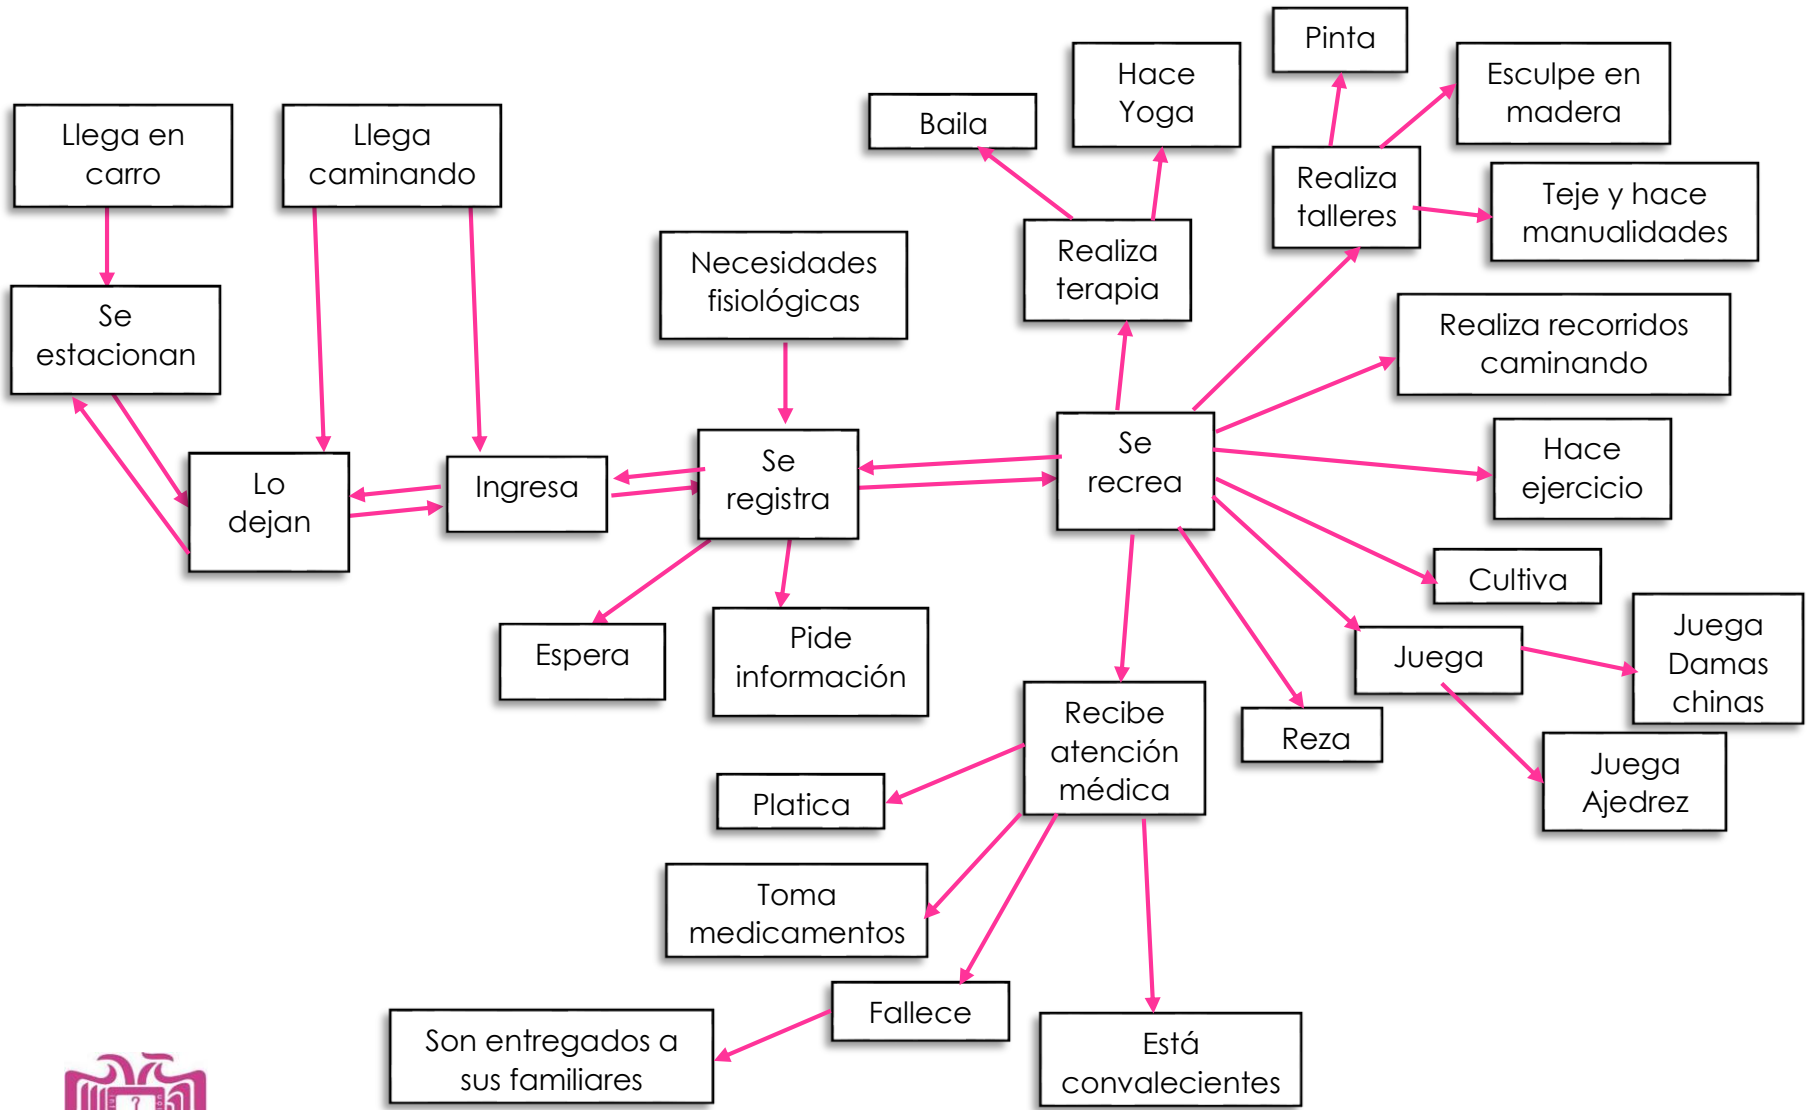 Pinta
Hace
Yoga
Esculpe en
madera
Baila
Llega en
carro
Llega
caminando
Realiza
talleres
Teje y hace
manualidades
Necesidades
fisiológicas
Realiza
terapia
Se
estacionan
Realiza recorridos
caminando
Se
registra
Se
recrea
Hace
ejercicio
Lo
dejan
Ingresa
Cultiva
Espera
Pide
información
Juega
Juega
Damas
chinas
Recibe
atención
médica
Reza
Juega
Ajedrez
Platica
Toma
medicamentos
Fallece
Son entregados a
sus familiares
Está
convalecientes